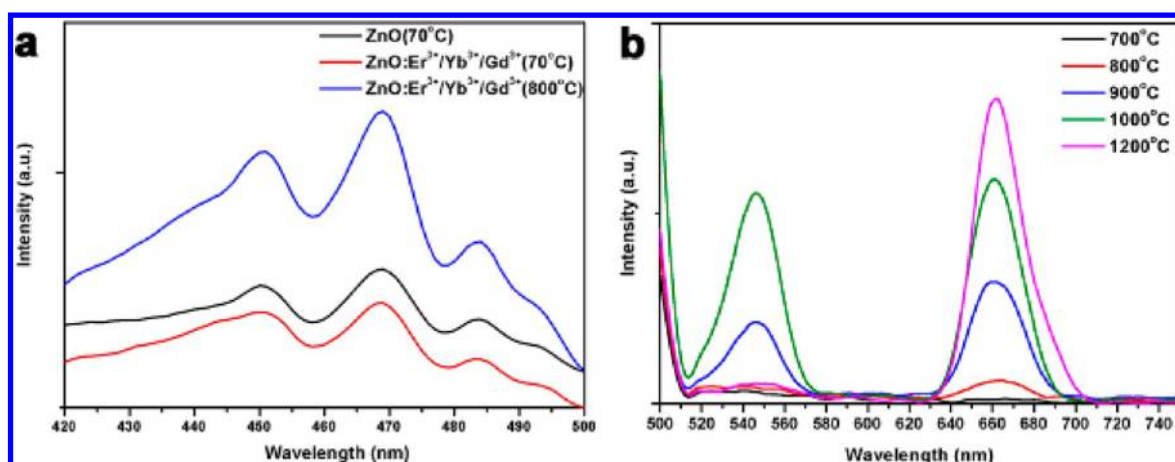 a
ZnO(70°C)
ZnO:Er³⁺/Yb³⁺/Gd³⁺(70°C)
ZnO:Er³⁺/Yb³⁺/Gd³⁺(800°C)
Intensity (a.u.)
420 430 440 450 460 470 480 490 500
Wavelength (nm)
b
700°C
800°C
900°C
1000°C
1200°C
Intensity (a.u.)
500 520 540 560 580 600 620 640 660 680 700 720 740
Wavelength (nm)